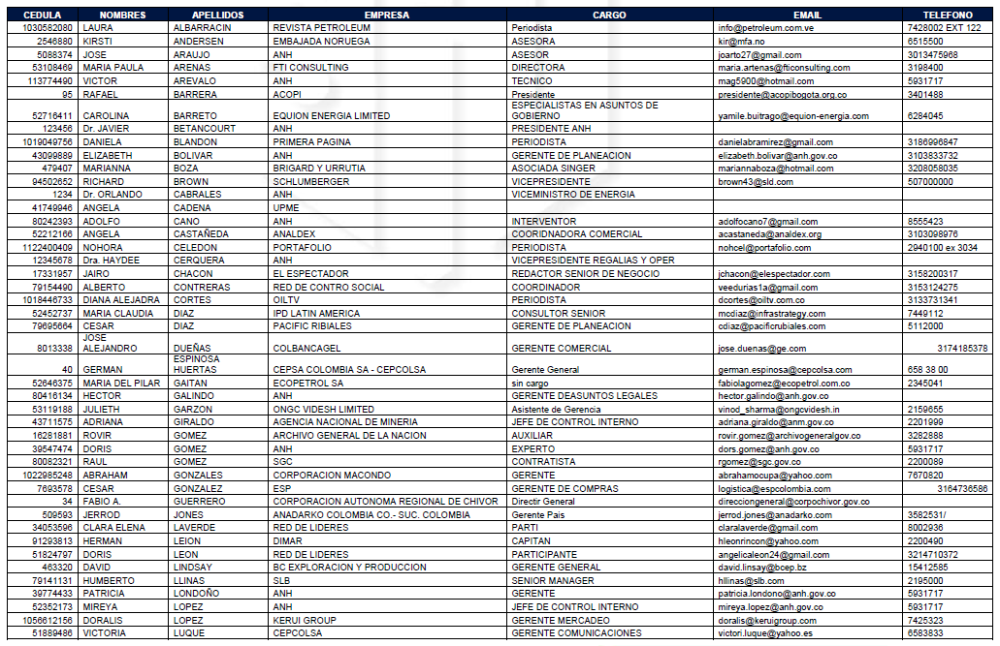 CEDULA NOMBRES APELLIDOS EMPRESA CARGO EMAIL TELEFONO
1030582080 LAURA ALBARRACIN REVISTA PETROLEUM Periodista info@petroleum.com.ve 7428002 EXT 122
2546880 KIRSTI ANDERSEN EMBAJADA NORUEGA ASESORA kir@mfa.no 6515500
5088374 JOSE ARAUJO ANH ASESOR joarto27@gmail.com 3013475968
53108469 MARIA PAULA ARENAS FTI CONSULTING DIRECTORA maria.artenas@fticonsulting.com 3198400
113774490 VICTOR AREVALO ANH TECNICO mag5900@hotmail.com 5931717
95 RAFAEL BARRERA ACOPI Presidente presidente@acopibogota.org.co 3401488
52716411 CAROLINA BARRETO EQUION ENERGIA LIMITED ESPECIALISTAS EN ASUNTOS DE
GOBIERNO yamile.buitrago@equion-energia.com 6284045
123456 Dr. JAVIER BETANCOURT ANH PRESIDENTE ANH
1019049756 DANIELA BLANDON PRIMERA PAGINA PERIODISTA danielabramirez@gmail.com 3186996847
43099889 ELIZABETH BOLIVAR ANH GERENTE DE PLANEACION elizabeth.bolivar@anh.gov.co 3103833732
479407 MARIANNA BOZA BRIGARD Y URRUTIA ASOCIADA SINGER mariannaboza@hotmail.com 3208058035
94502652 RICHARD BROWN SCHLUMBERGER VICEPRESIDENTE brown43@sld.com 507000000
1234 Dr. ORLANDO CABRALES ANH VICEMINISTRO DE ENERGIA
41749946 ANGELA CADENA UPME
80242393 ADOLFO CANO ANH INTERVENTOR adolfocano7@gmail.com 8555423
52212166 ANGELA CASTAÑEDA ANALDEX COORIDNADORA COMERCIAL acastaneda@analdex.org 3103098976
1122400409 NOHORA CELEDON PORTAFOLIO PERIODISTA nohcel@portafolio.com 2940100 ex 3034
12345678 Dra. HAYDEE CERQUERA ANH VICEPRESIDENTE REGALIAS Y OPER
17331957 JAIRO CHACON EL ESPECTADOR REDACTOR SENIOR DE NEGOCIO jchacon@elespectador.com 3158200317
79154490 ALBERTO CONTRERAS RED DE CONTRO SOCIAL COORDINADOR veedurias1a@gmail.com 3153124275
1018446733 DIANA ALEJADRA CORTES OILTV PERIODISTA dcortes@oiltv.com.co 3133731341
52452737 MARIA CLAUDIA DIAZ IPD LATIN AMERICA CONSULTOR SENIOR mcdiaz@infrastrategy.com 7449112
79695664 CESAR DIAZ PACIFIC RIBIALES GERENTE DE PLANEACION cdiaz@pacificrubiales.com 5112000
JOSE
8013338 ALEJANDRO DUEÑAS COLBANCAGEL GERENTE COMERCIAL jose.duenas@ge.com 3174185378
ESPINOSA
40 GERMAN HUERTAS CEPSA COLOMBIA SA - CEPCOLSA Gerente General german.espinosa@cepcolsa.com 658 38 00
52646375 MARIA DEL PILAR GAITAN ECOPETROL SA sin cargo fabiolagomez@ecopetrol.com.co 2345041
80416134 HECTOR GALINDO ANH GERENTE DEASUNTOS LEGALES hector.galindo@anh.gov.co
53119188 JULIETH GARZON ONGC VIDESH LIMITED Asistente de Gerencia vinod_sharma@ongcvidesh.in 2159655
43711575 ADRIANA GIRALDO AGENCIA NACIONAL DE MINERIA JEFE DE CONTROL INTERNO adriana.giraldo@anm.gov.co 2201999
16281881 ROVIR GOMEZ ARCHIVO GENERAL DE LA NACION AUXILIAR rovir.gomez@archivogeneralgov.co 3282888
39547474 DORIS GOMEZ ANH EXPERTO dors.gomez@anh.gov.co 5931717
80082321 RAUL GOMEZ SGC CONTRATISTA rgomez@sgc.gov.co 2200089
1022985248 ABRAHAM GONZALES CORPORACION MACONDO GERENTE abrahamocupa@yahoo.com 7670820
7693578 CESAR GONZALEZ ESP GERENTE DE COMPRAS logistica@espcolombia.com 3164736586
34 FABIO A. GUERRERO CORPORACION AUTONOMA REGIONAL DE CHIVOR Directir General direcciongeneral@corpochivor.gov.co
509593 JERROD JONES ANADARKO COLOMBIA CO.- SUC. COLOMBIA Gerente Pais jerrod.jones@anadarko.com 3582531/
34053596 CLARA ELENA LAVERDE RED DE LIDERES PARTI claralaverde@gmail.com 8002936
91293813 HERMAN LEION DIMAR CAPITAN hleonrincon@yahoo.com 2200490
51824797 DORIS LEON RED DE LIDERES PARTICIPANTE angelicaleon24@gmail.com 3214710372
463320 DAVID LINDSAY BC EXPLORACION Y PRODUCCION GERENTE GENERAL david.linsay@bcep.bz 15412585
79141131 HUMBERTO LLINAS SLB SENIOR MANAGER hllinas@slb.com 2195000
39774433 PATRICIA LONDOÑO ANH GERENTE patricia.londono@anh.gov.co 5931717
52352173 MIREYA LOPEZ ANH JEFE DE CONTROL INTERNO mireya.lopez@anh.gov.co 5931717
1056612156 DORALIS LOPEZ KERUI GROUP GERENTE MERCADEO doralis@keruigroup.com 7425323
51889486 VICTORIA LUQUE CEPCOLSA GERENTE COMUNICACIONES victori.luque@yahoo.es 6583833